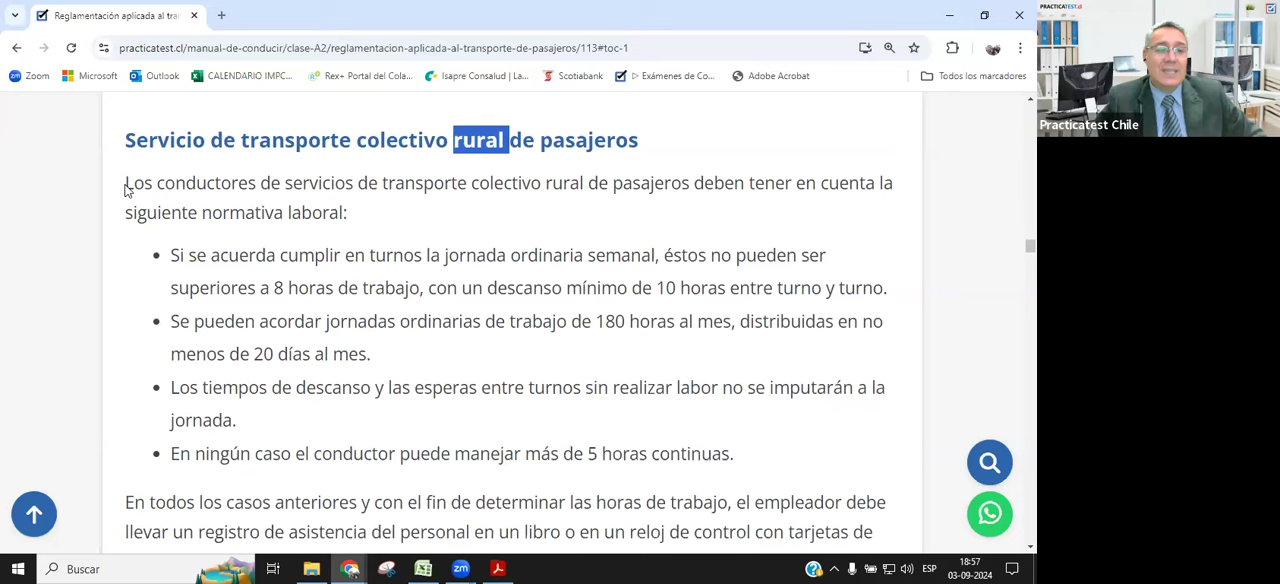 Reglamentación aplicada al tra
practicatest.cl/manual-de-conducir/clase-A2/reglamentacion-aplicada-al-transporte-de-pasajeros/113#toc-1
Zoom Microsoft Outlook CALENDARIO IMPC... Rex+ Portal del Cola... Isapre Consalud | La... Scotiabank ▷ Exámenes de Co... Adobe Acrobat Todos los marcadores
PRACTICATEST.cl
Practicatest Chile
Servicio de transporte colectivo rural de pasajeros
Los conductores de servicios de transporte colectivo rural de pasajeros deben tener en cuenta la
siguiente normativa laboral:
• Si se acuerda cumplir en turnos la jornada ordinaria semanal, éstos no pueden ser
superiores a 8 horas de trabajo, con un descanso mínimo de 10 horas entre turno y turno.
• Se pueden acordar jornadas ordinarias de trabajo de 180 horas al mes, distribuidas en no
menos de 20 días al mes.
• Los tiempos de descanso y las esperas entre turnos sin realizar labor no se imputarán a la
jornada.
• En ningún caso el conductor puede manejar más de 5 horas continuas.
En todos los casos anteriores y con el fin de determinar las horas de trabajo, el empleador debe
llevar un registro de asistencia del personal en un libro o en un reloj de control con tarjetas de
Buscar
ESP
18:57
03-09-2024